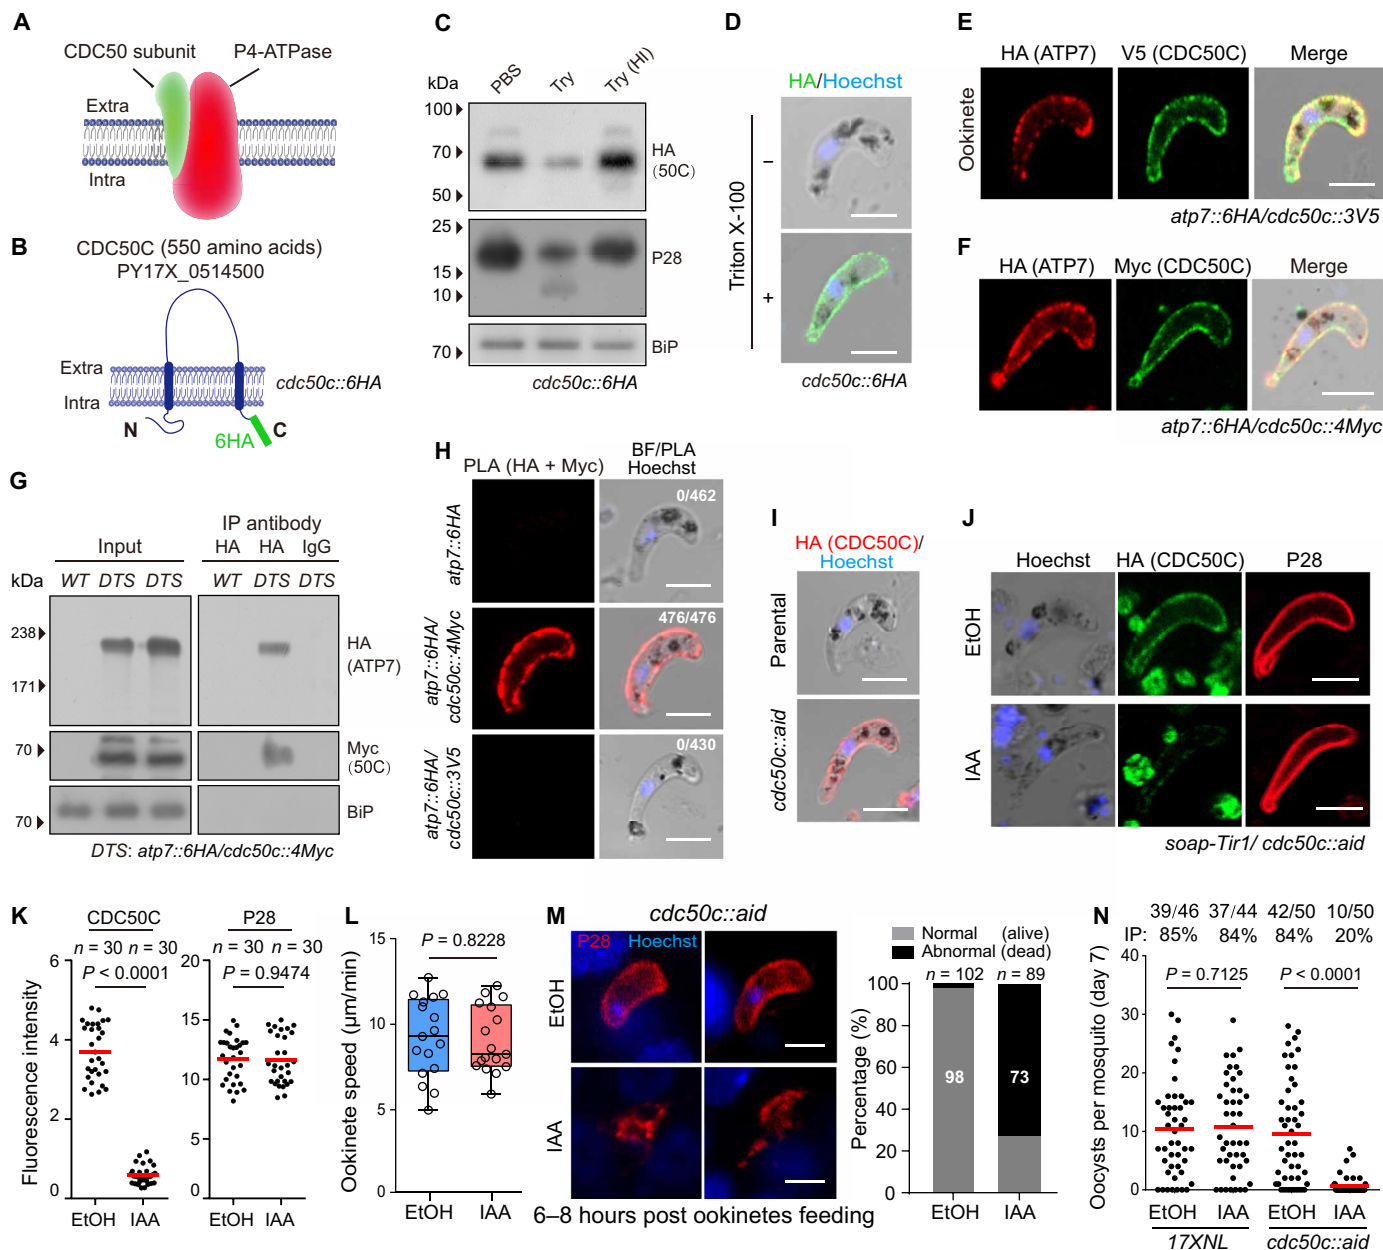 A
CDC50 subunit
P4-ATPase
Extra
Intra
B
CDC50C (550 amino acids)
PY17X_0514500
Extra
Intra
cdc50c::6HA
N
6HA
C
C
kDa
PBS
Try
Try (HI)
100
70
50
HA
(50C)
25
15
10
P28
70
BiP
cdc50c::6HA
D
HA/Hoechst
Triton X-100
–
+
cdc50c::6HA
E
HA (ATP7)
V5 (CDC50C)
Merge
Ookinete
atp7::6HA/cdc50c::3V5
F
HA (ATP7)
Myc (CDC50C)
Merge
atp7::6HA/cdc50c::4Myc
G
Input
IP antibody
HA HA IgG
kDa
WT DTS DTS
WT DTS DTS
238
171
HA
(ATP7)
70
Myc
(50C)
70
BiP
DTS: atp7::6HA/cdc50c::4Myc
H
PLA (HA + Myc)
BF/PLA
Hoechst
atp7::6HA
0/462
atp7::6HA/
cdc50c::4Myc
476/476
atp7::6HA/
cdc50c::3V5
0/430
I
HA (CDC50C)/
Hoechst
Parental
cdc50c::aid
J
Hoechst
HA (CDC50C)
P28
EtOH
IAA
soap-Tir1/ cdc50c::aid
K
CDC50C
P28
n = 30 n = 30
n = 30 n = 30
P < 0.0001
P = 0.9474
Fluorescence intensity
6
4
2
0
20
15
10
5
0
EtOH
IAA
EtOH
IAA
L
P = 0.8228
Ookinete speed (µm/min)
15
10
5
0
EtOH
IAA
M
cdc50c::aid
P28
Hoechst
EtOH
IAA
6–8 hours post ookinetes feeding
Normal (alive)
Abnormal (dead)
n = 102
n = 89
Percentage (%)
100
80
60
40
20
0
98
73
EtOH
IAA
N
39/46 37/44 42/50 10/50
IP: 85% 84% 84% 20%
P = 0.7125
P < 0.0001
Oocysts per mosquito (day 7)
40
30
20
10
0
EtOH
IAA
EtOH
IAA
17XNL
cdc50c::aid